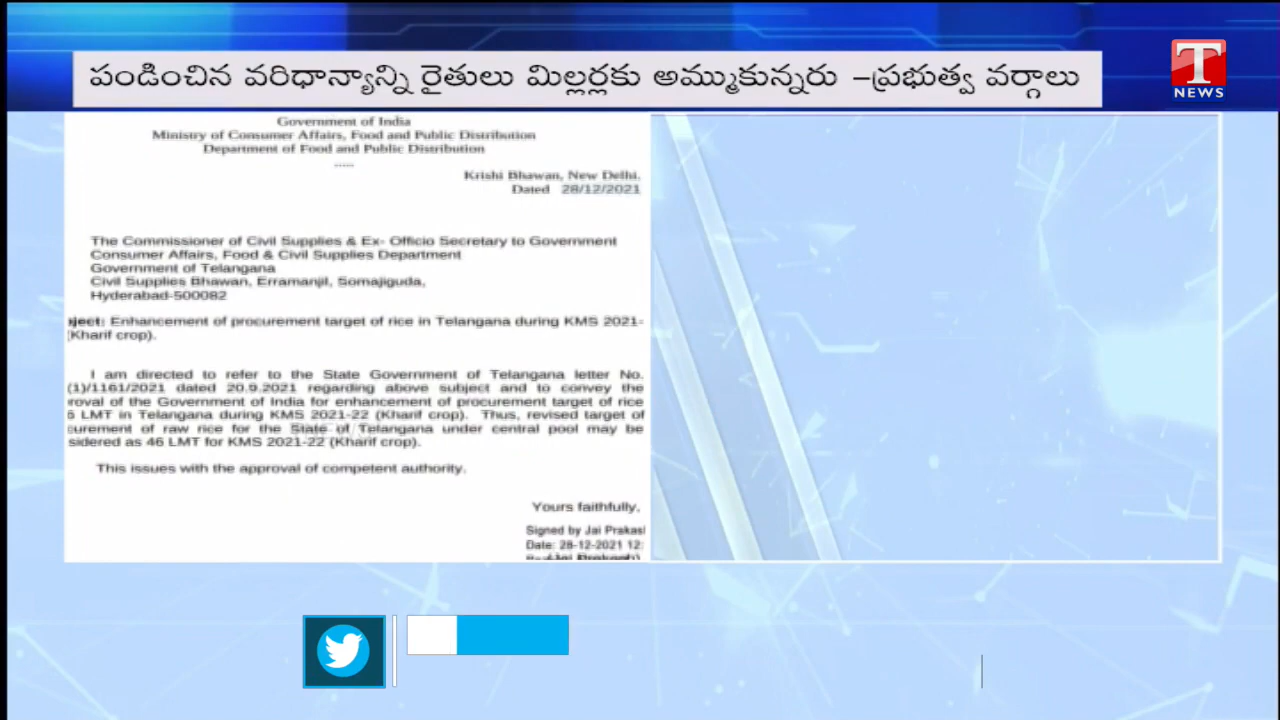 పండించిన వరిధాన్యాన్ని రైతులు మిల్లర్లకు అమ్ముకున్నరు –ప్రభుత్వ వర్గాలు
T
NEWS
Government of India
Ministry of Consumer Affairs, Food and Public Distribution
Department of Food and Public Distribution
.....
Krishi Bhawan, New Delhi.
Dated 28/12/2021
The Commissioner of Civil Supplies & Ex- Officio Secretary to Government
Consumer Affairs, Food & Civil Supplies Department
Government of Telangana
Civil Supplies Bhawan, Erramanjil, Somajiguda,
Hyderabad-500082
ject: Enhancement of procurement target of rice in Telangana during KMS 2021-
(Kharif crop).
I am directed to refer to the State Government of Telangana letter No.
(1)/1161/2021 dated 20.9.2021 regarding above subject and to convey the
roval of the Government of India for enhancement of procurement target of rice
6 LMT in Telangana during KMS 2021-22 (Kharif crop). Thus, revised target of
curement of raw rice for the State of Telangana under central pool may be
sidered as 46 LMT for KMS 2021-22 (Kharif crop).
This issues with the approval of competent authority.
Yours faithfully,
Signed by Jai Prakash
Date: 28-12-2021 12: